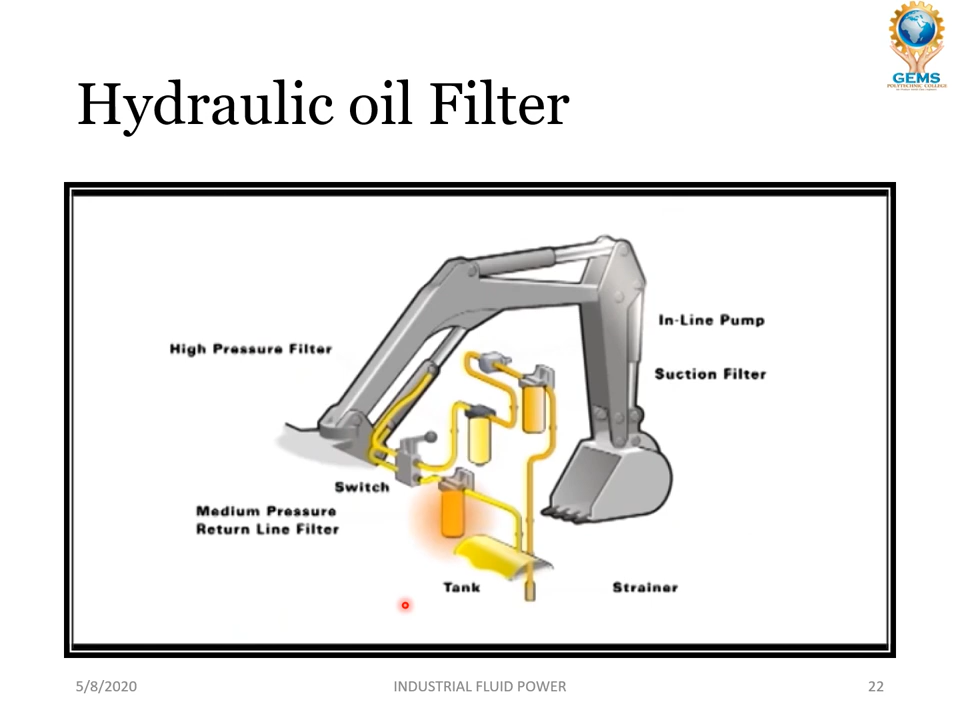 GEMS
POLYTECHNIC COLLEGE
Hydraulic oil Filter
In-Line Pump
High Pressure Filter
Suction Filter
Switch
Medium Pressure
Return Line Filter
Tank
Strainer
5/8/2020
INDUSTRIAL FLUID POWER
22